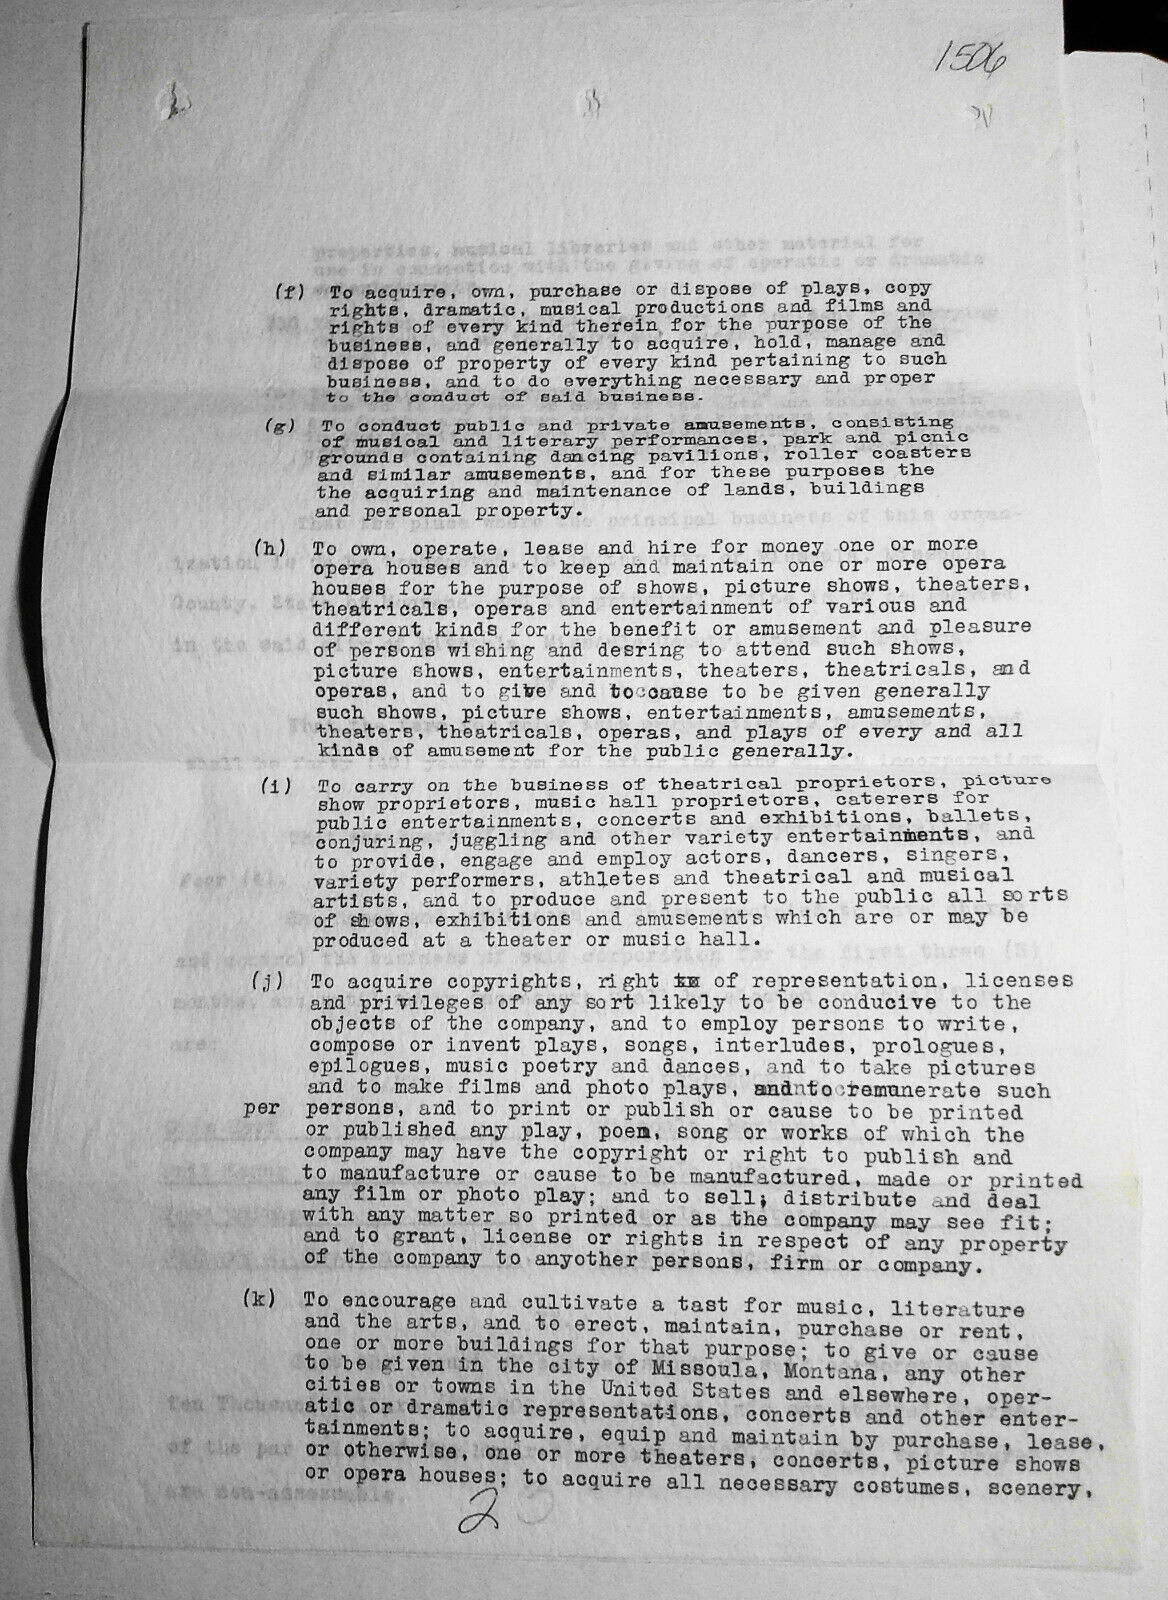 1506
(f) To acquire, own, purchase or dispose of plays, copy
rights, dramatic, musical productions and films and
rights of every kind therein for the purpose of the
business, and generally to acquire, hold, manage and
dispose of property of every kind pertaining to such
business, and to do everything necessary and proper
to the conduct of said business.
(g) To conduct public and private amusements, consisting
of musical and literary performances, park and picnic
grounds containing dancing pavilions, roller coasters
and similar amusements, and for these purposes the
the acquiring and maintenance of lands, buildings
and personal property.
(h) To own, operate, lease and hire for money one or more
opera houses and to keep and maintain one or more opera
houses for the purpose of shows, picture shows, theaters,
theatricals, operas and entertainment of various and
different kinds for the benefit or amusement and pleasure
of persons wishing and desring to attend such shows,
picture shows, entertainments, theaters, theatricals, and
operas, and to give and to cause to be given generally
such shows, picture shows, entertainments, amusements,
theaters, theatricals, operas, and plays of every and all
kinds of amusement for the public generally.
(i) To carry on the business of theatrical proprietors, picture
show proprietors, music hall proprietors, caterers for
public entertainments, concerts and exhibitions, ballets,
conjuring, juggling and other variety entertainments, and
to provide, engage and employ actors, dancers, singers,
variety performers, athletes and theatrical and musical
artists, and to produce and present to the public all sorts
of shows, exhibitions and amusements which are or may be
produced at a theater or music hall.
(j) To acquire copyrights, right of representation, licenses
and privileges of any sort likely to be conducive to the
objects of the company, and to employ persons to write,
compose or invent plays, songs, interludes, prologues,
epilogues, music poetry and dances, and to take pictures
and to make films and photo plays, and to remunerate such
per persons, and to print or publish or cause to be printed
or published any play, poem, song or works of which the
company may have the copyright or right to publish and
to manufacture or cause to be manufactured, made or printed
any film or photo play; and to sell; distribute and deal
with any matter so printed or as the company may see fit;
and to grant, license or rights in respect of any property
of the company to anyother persons, firm or company.
(k) To encourage and cultivate a tast for music, literature
and the arts, and to erect, maintain, purchase or rent,
one or more buildings for that purpose; to give or cause
to be given in the city of Missoula, Montana, any other
cities or towns in the United States and elsewhere, oper-
atic or dramatic representations, concerts and other enter-
tainments; to acquire, equip and maintain by purchase, lease,
or otherwise, one or more theaters, concerts, picture shows
or opera houses; to acquire all necessary costumes, scenery,
2